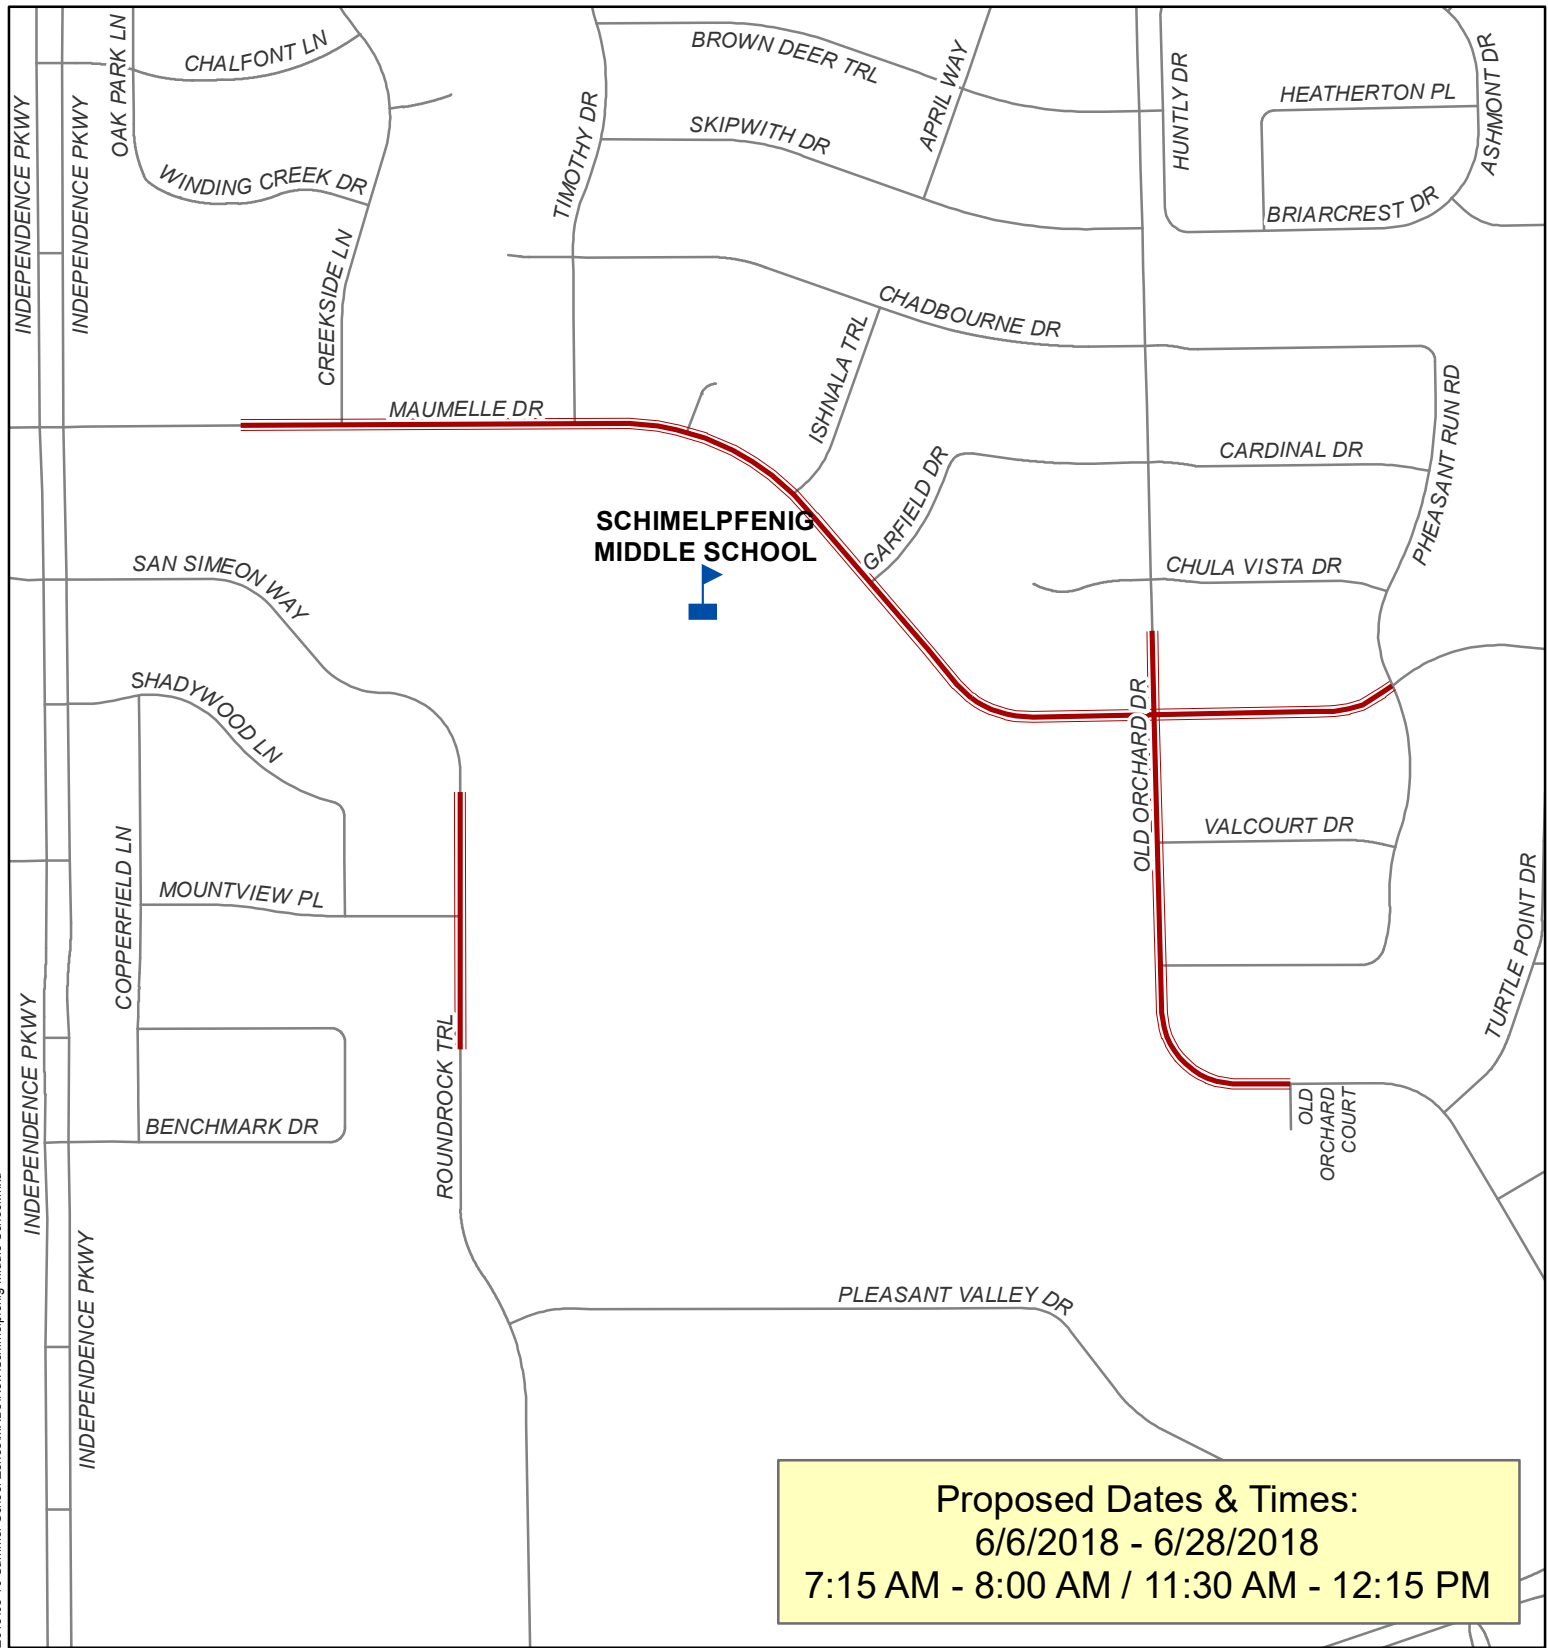 OAK PARK LN
CHALFONT LN
BROWN DEER TRL
APRIL WAY
HUNTLY DR
HEATHERTON PL
ASHMONT DR
INDEPENDENCE PKWY
INDEPENDENCE PKWY
TIMOTHY DR
SKIPWITH DR
WINDING CREEK DR
BRIARCREST DR
CREEKSIDE LN
CHADBOURNE DR
ISHNALA TRL
MAUMELLE DR
PHEASANT RUN RD
GARFIELD DR
CARDINAL DR
SCHIMELPFENIG
MIDDLE SCHOOL
SAN SIMEON WAY
CHULA VISTA DR
SHADYWOOD LN
OLD ORCHARD DR
VALCOURT DR
COPPERFIELD LN
MOUNTVIEW PL
TURTLE POINT DR
INDEPENDENCE PKWY
ROUNDROCK TRL
OLD
ORCHARD
COURT
BENCHMARK DR
INDEPENDENCE PKWY
PLEASANT VALLEY DR
Proposed Dates & Times:
6/6/2018 - 6/28/2018
7:15 AM - 8:00 AM / 11:30 AM - 12:15 PM